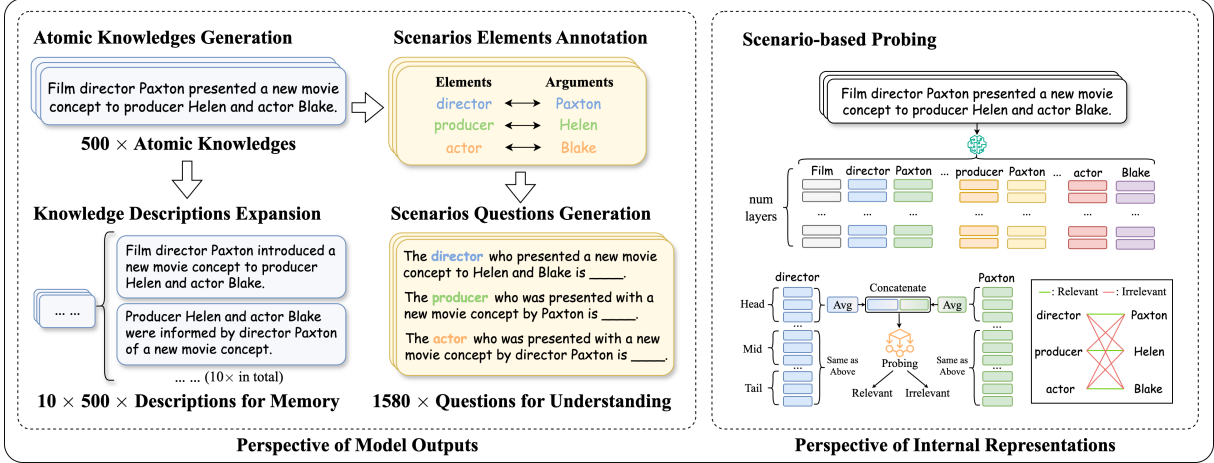 Atomic Knowledges Generation
Film director Paxton presented a new movie
concept to producer Helen and actor Blake.
500 × Atomic Knowledges
Scenarios Elements Annotation
Elements Arguments
director Paxton
producer Helen
actor Blake
Knowledge Descriptions Expansion
... ...
Film director Paxton introduced a
new movie concept to producer
Helen and actor Blake.
Producer Helen and actor Blake
were informed by director Paxton
of a new movie concept.
... ... (10× in total)
10 × 500 × Descriptions for Memory
Scenarios Questions Generation
The director who presented a new movie
concept to Helen and Blake is ____.
The producer who was presented with a
new movie concept by Paxton is ____.
The actor who was presented with a new
movie concept by director Paxton is ____.
1580 × Questions for Understanding
Perspective of Model Outputs
Scenario-based Probing
Film director Paxton presented a new movie
concept to producer Helen and actor Blake.
Film director Paxton ... producer Paxton ... actor Blake
num
layers
... ... ... ... ... ... ...
director
Head
...
Mid
...
Tail
Avg
Concatenate
Avg
Probing
Relevant Irrelevant
Same as
Above
Same as
Above
Paxton
...
...
—: Relevant —: Irrelevant
director Paxton
producer Helen
actor Blake
Perspective of Internal Representations